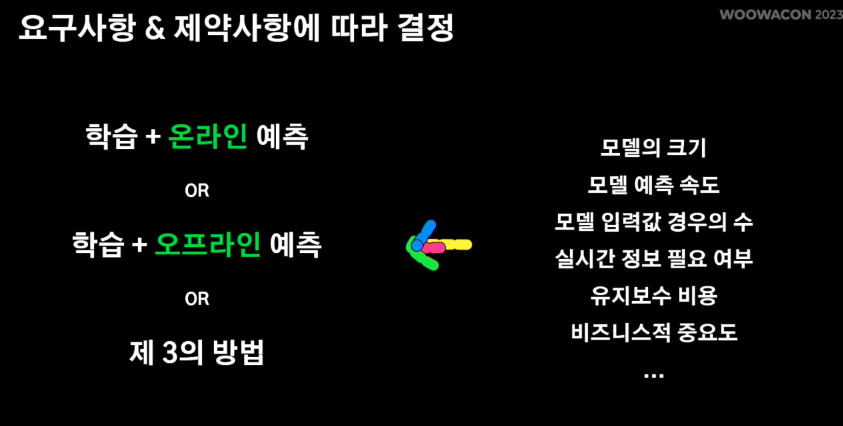 요구사항 & 제약사항에 따라 결정
WOOWACON 2023
학습 + 온라인 예측
OR
학습 + 오프라인 예측
OR
제 3의 방법
모델의 크기
모델 예측 속도
모델 입력값 경우의 수
실시간 정보 필요 여부
유지보수 비용
비즈니스적 중요도
...